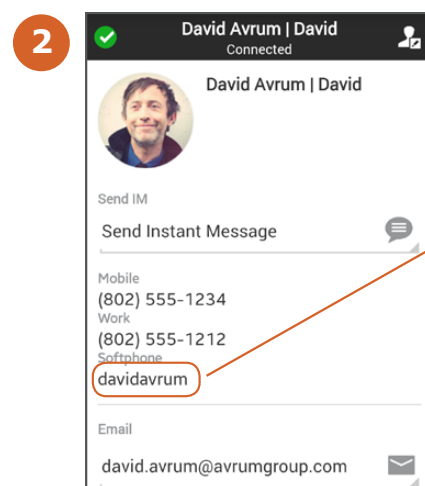 2
David Avrum | David
Connected
David Avrum | David
Send IM
Send Instant Message
Mobile
(802) 555-1234
Work
(802) 555-1212
Softphone
davidavrum
Email
david.avrum@avrumgroup.com